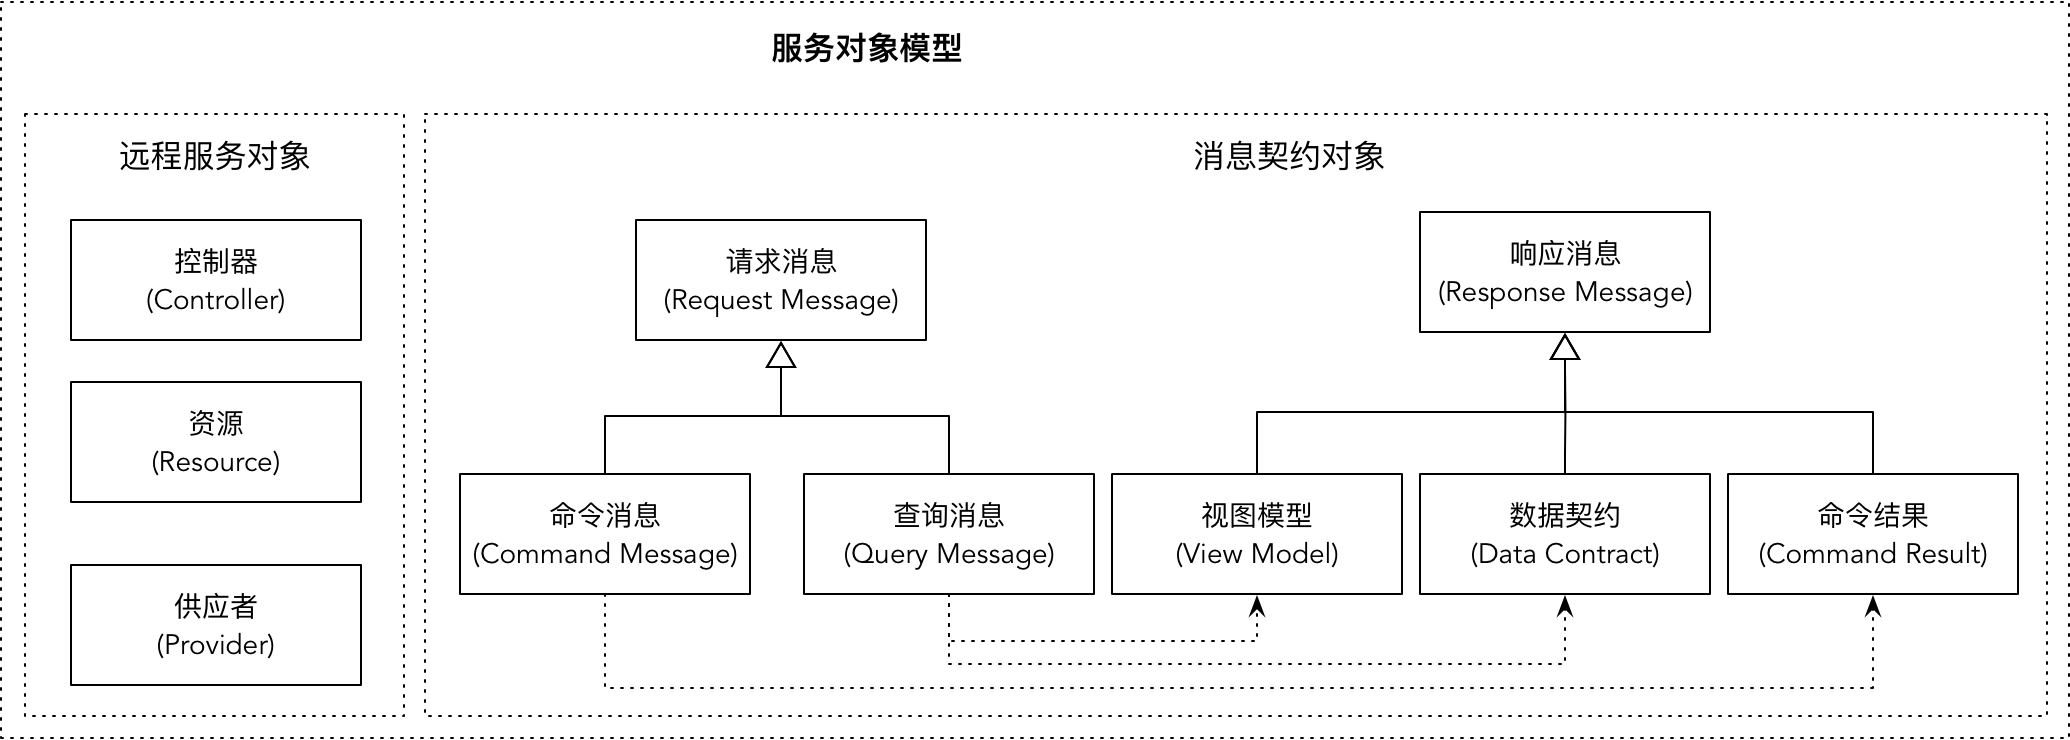 服务对象模型
远程服务对象
控制器
(Controller)
资源
(Resource)
供应者
(Provider)
消息契约对象
请求消息
(Request Message)
响应消息
(Response Message)
命令消息
(Command Message)
查询消息
(Query Message)
视图模型
(View Model)
数据契约
(Data Contract)
命令结果
(Command Result)